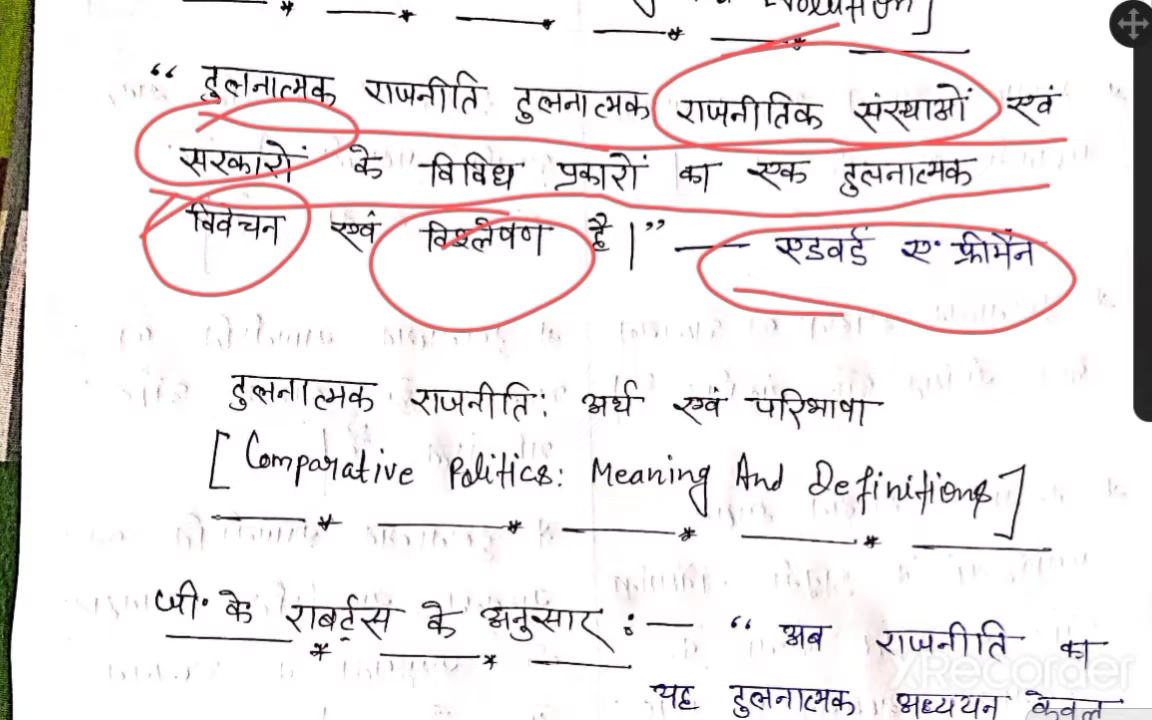 “ तुलनात्मक राजनीति तुलनात्मक राजनीतिक संस्थाओं एवं
सरकारों के विविध प्रकारों का एक तुलनात्मक
विवेचन एवं विश्लेषण है।” — एडवर्ड ए॰ फ्रीमैन
तुलनात्मक राजनीति: अर्थ एवं परिभाषा
[ Comparative Politics: Meaning And Definitions ]
जी॰ के राबर्ट्स के अनुसार :— “ अब राजनीति का
यह तुलनात्मक अध्ययन केवल
XRecorder